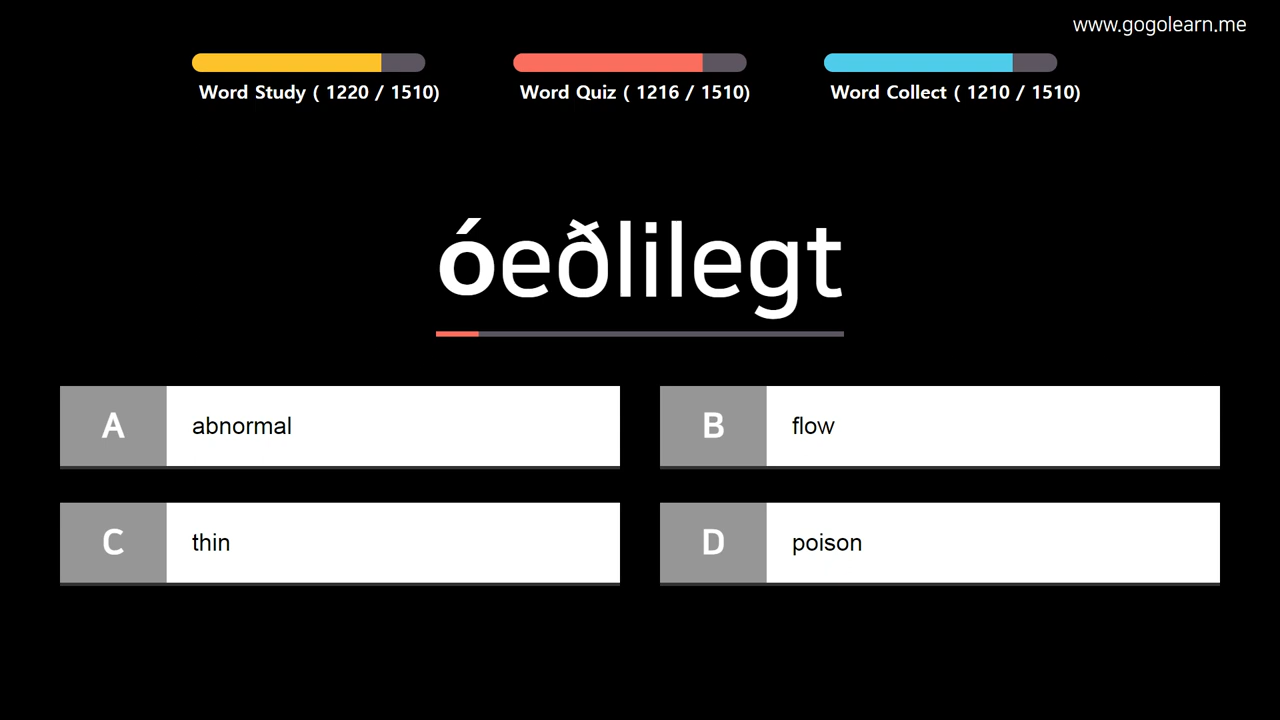 www.gogolearn.me
Word Study ( 1220 / 1510)
Word Quiz ( 1216 / 1510)
Word Collect ( 1210 / 1510)
óeðlilegt
A abnormal
B flow
C thin
D poison